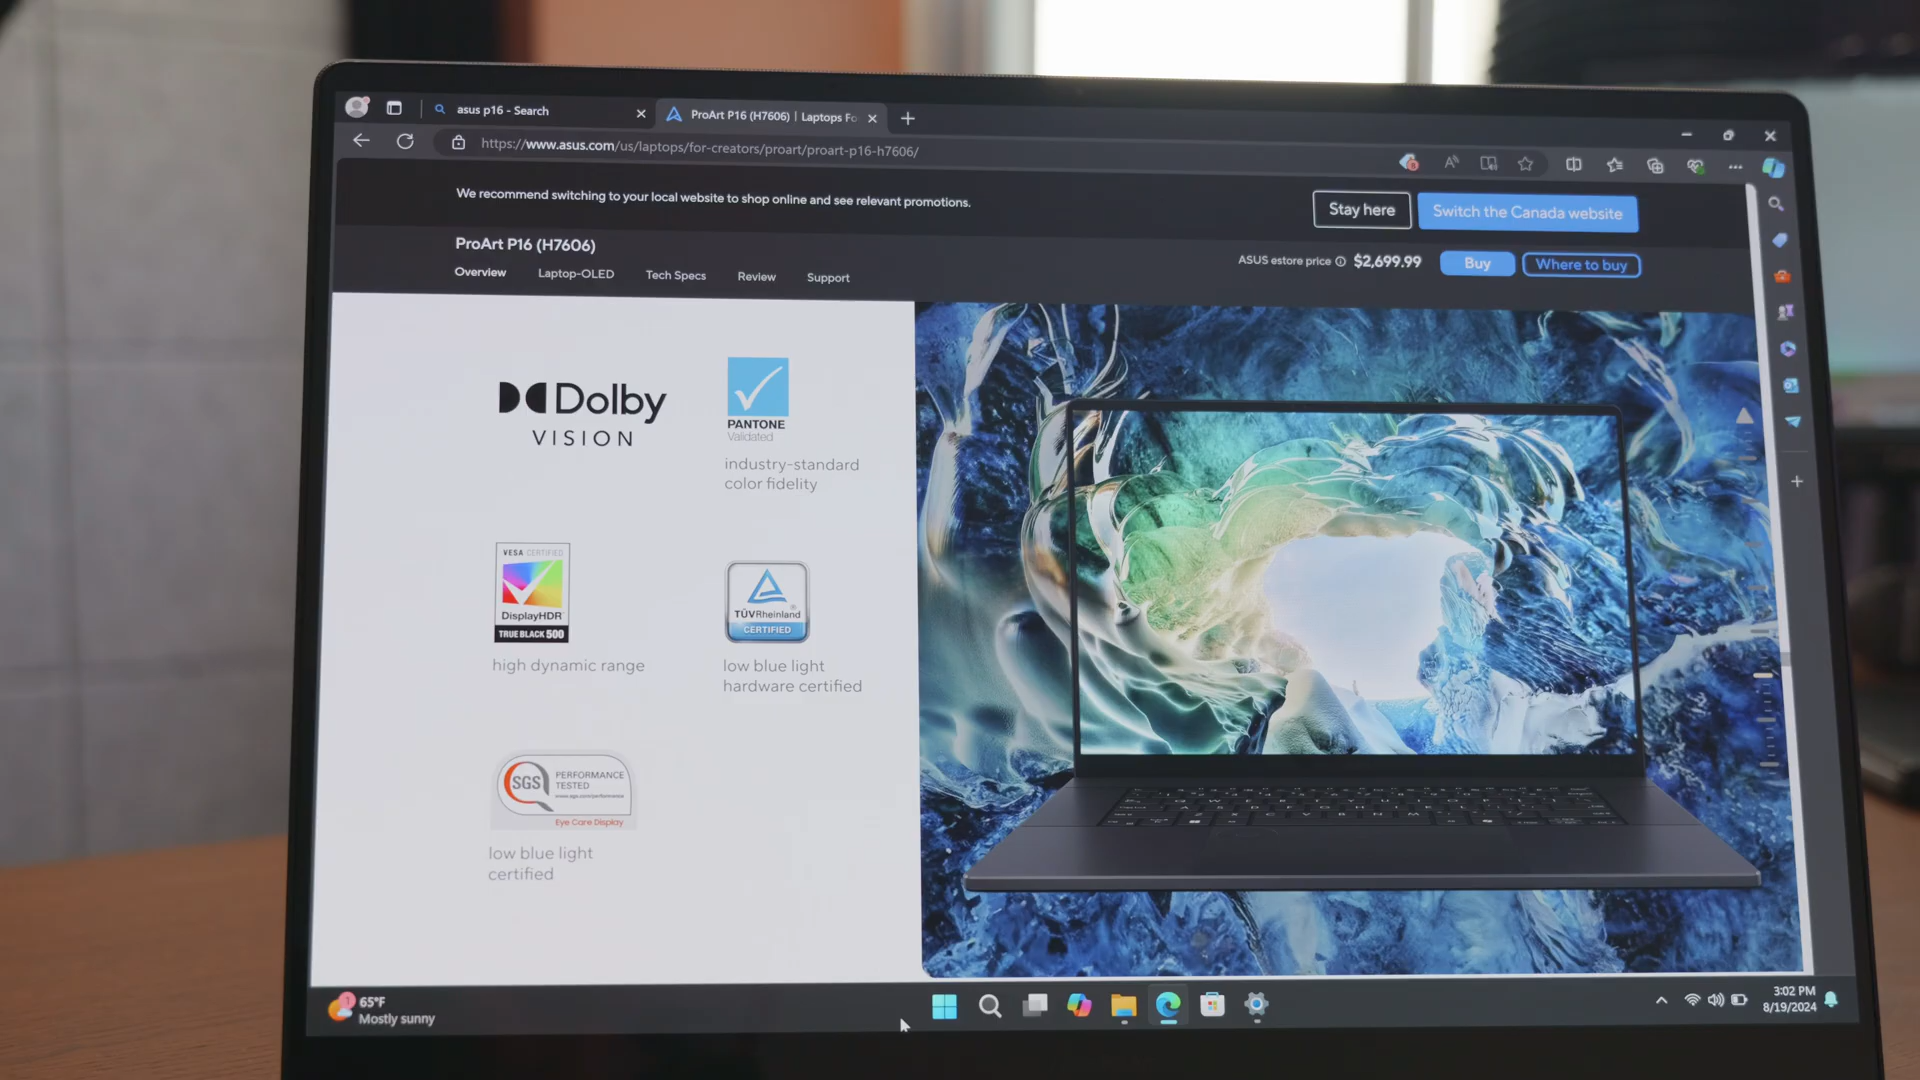 asus p16 - Search
ProArt P16 (H7606) | Laptops Fo
https://www.asus.com/us/laptops/for-creators/proart/proart-p16-h7606/
We recommend switching to your local website to shop online and see relevant promotions.
Stay here
Switch the Canada website
ProArt P16 (H7606)
ASUS estore price $2,699.99
Buy
Where to buy
Overview
Laptop-OLED
Tech Specs
Review
Support
Dolby
VISION
PANTONE
Validated
industry-standard
color fidelity
VESA CERTIFIED
DisplayHDR
TRUE BLACK 500
high dynamic range
TÜVRheinland
CERTIFIED
low blue light
hardware certified
SGS
PERFORMANCE
TESTED
Eye Care Display
low blue light
certified
1
65°F
Mostly sunny
3:02 PM
8/19/2024